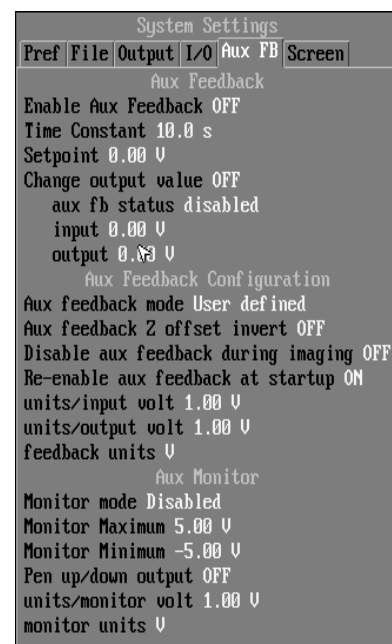 System Settings
Pref File Output I/O Aux FB Screen
Aux Feedback
Enable Aux Feedback OFF
Time Constant 10.0 s
Setpoint 0.00 V
Change output value OFF
aux fb status disabled
input 0.00 V
output 0.00 V
Aux Feedback Configuration
Aux feedback mode User defined
Aux feedback Z offset invert OFF
Disable aux feedback during imaging OFF
Re-enable aux feedback at startup ON
units/input volt 1.00 V
units/output volt 1.00 V
feedback units V
Aux Monitor
Monitor mode Disabled
Monitor Maximum 5.00 V
Monitor Minimum -5.00 V
Pen up/down output OFF
units/monitor volt 1.00 V
monitor units V